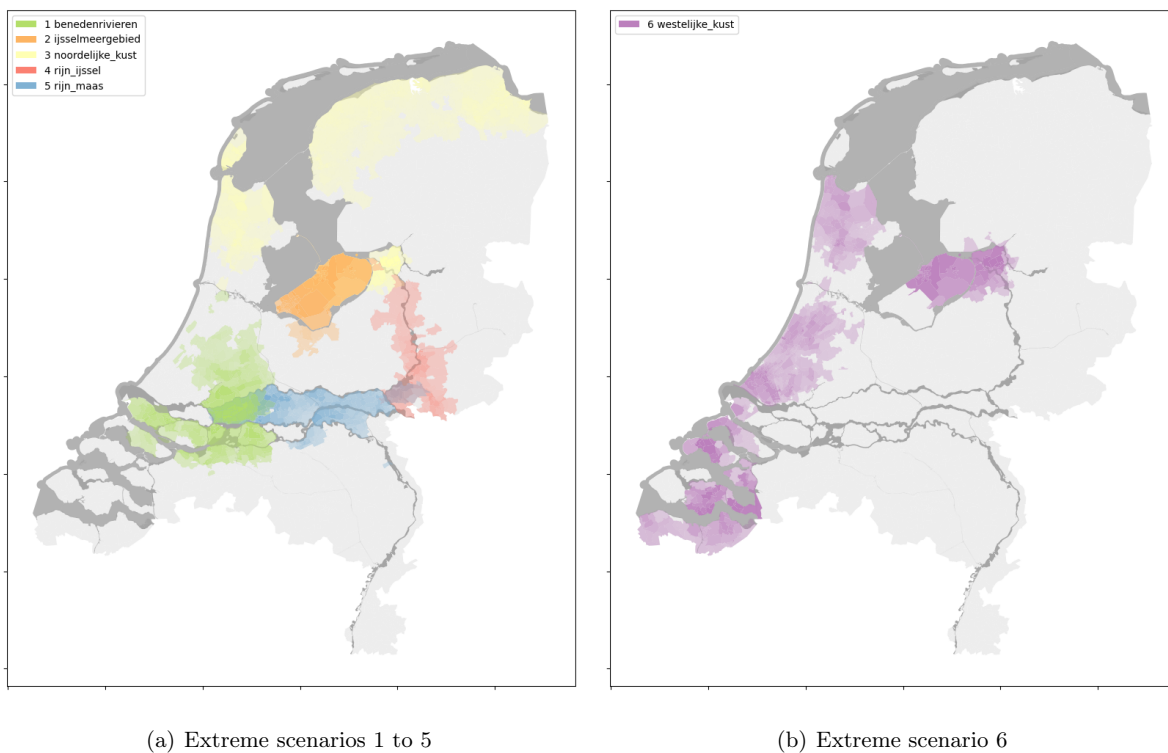 1 benedenrivieren
2 ijsselmeergebied
3 noordelijke_kust
4 rijn_ijssel
5 rijn_maas
6 westelijke_kust
(a) Extreme scenarios 1 to 5
(b) Extreme scenario 6